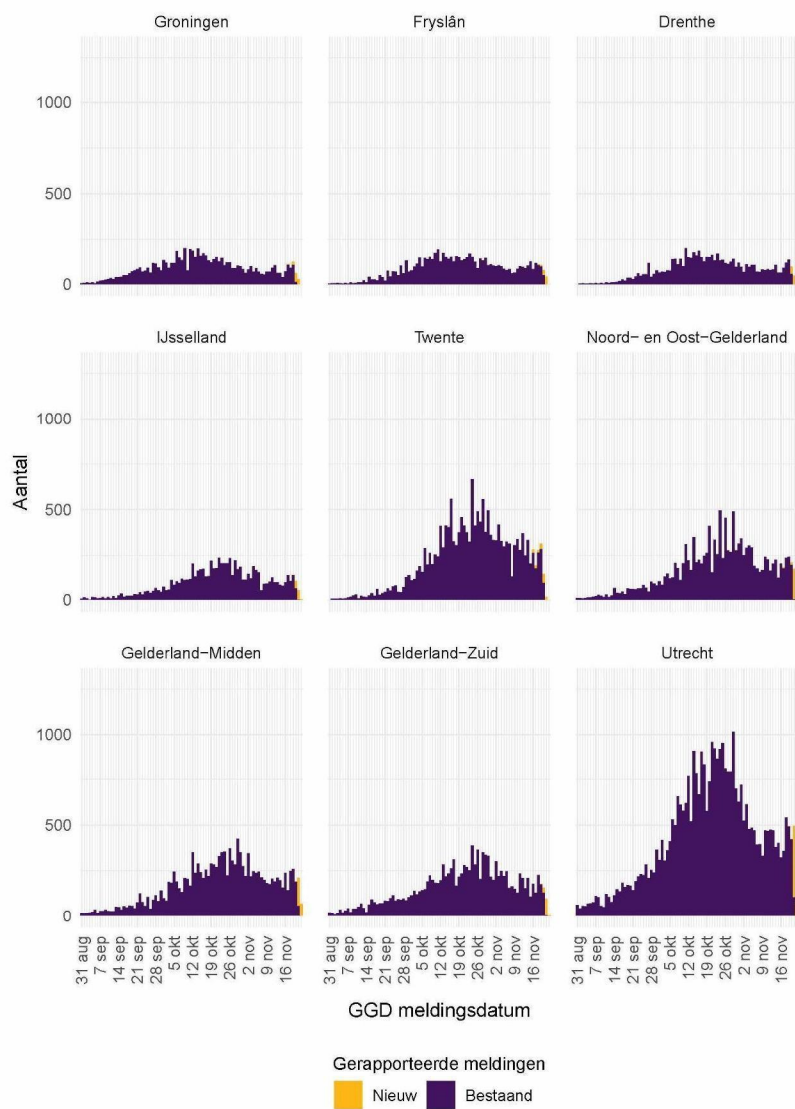 Groningen
Fryslân
Drenthe
1000
500
0
IJsselland
Twente
Noord- en Oost-Gelderland
1000
500
0
Aantal
Gelderland-Midden
Gelderland-Zuid
Utrecht
1000
500
0
31 aug
7 sep
14 sep
21 sep
28 sep
5 okt
12 okt
19 okt
26 okt
2 nov
9 nov
16 nov
31 aug
7 sep
14 sep
21 sep
28 sep
5 okt
12 okt
19 okt
26 okt
2 nov
9 nov
16 nov
31 aug
7 sep
14 sep
21 sep
28 sep
5 okt
12 okt
19 okt
26 okt
2 nov
9 nov
16 nov
GGD meldingsdatum
Gerapporteerde meldingen
Nieuw
Bestaand